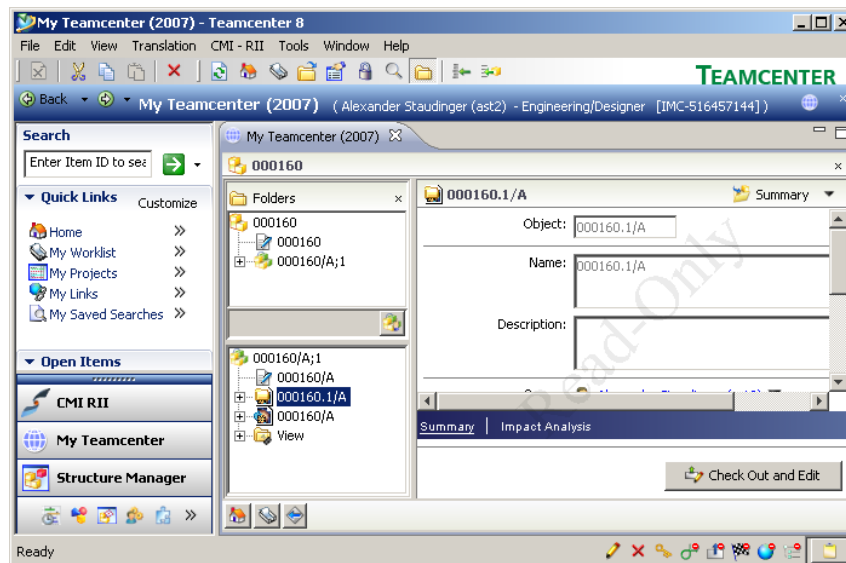 My Teamcenter (2007) - Teamcenter 8
File Edit View Translation CMI - RII Tools Window Help
TEAMCENTER
Back My Teamcenter (2007) ( Alexander Staudinger (ast2) - Engineering/Designer [IMC-516457144] )
Search
Enter Item ID to sea
Quick Links Customize
Home
My Worklist
My Projects
My Links
My Saved Searches
Open Items
CMI RII
My Teamcenter
Structure Manager
My Teamcenter (2007)
000160
Folders
000160
000160
000160/A;1
000160/A;1
000160/A
000160.1/A
000160/A
View
000160.1/A Summary
Object: 000160.1/A
Name: 000160.1/A
Description:
Read-Only
Summary Impact Analysis
Check Out and Edit
Ready